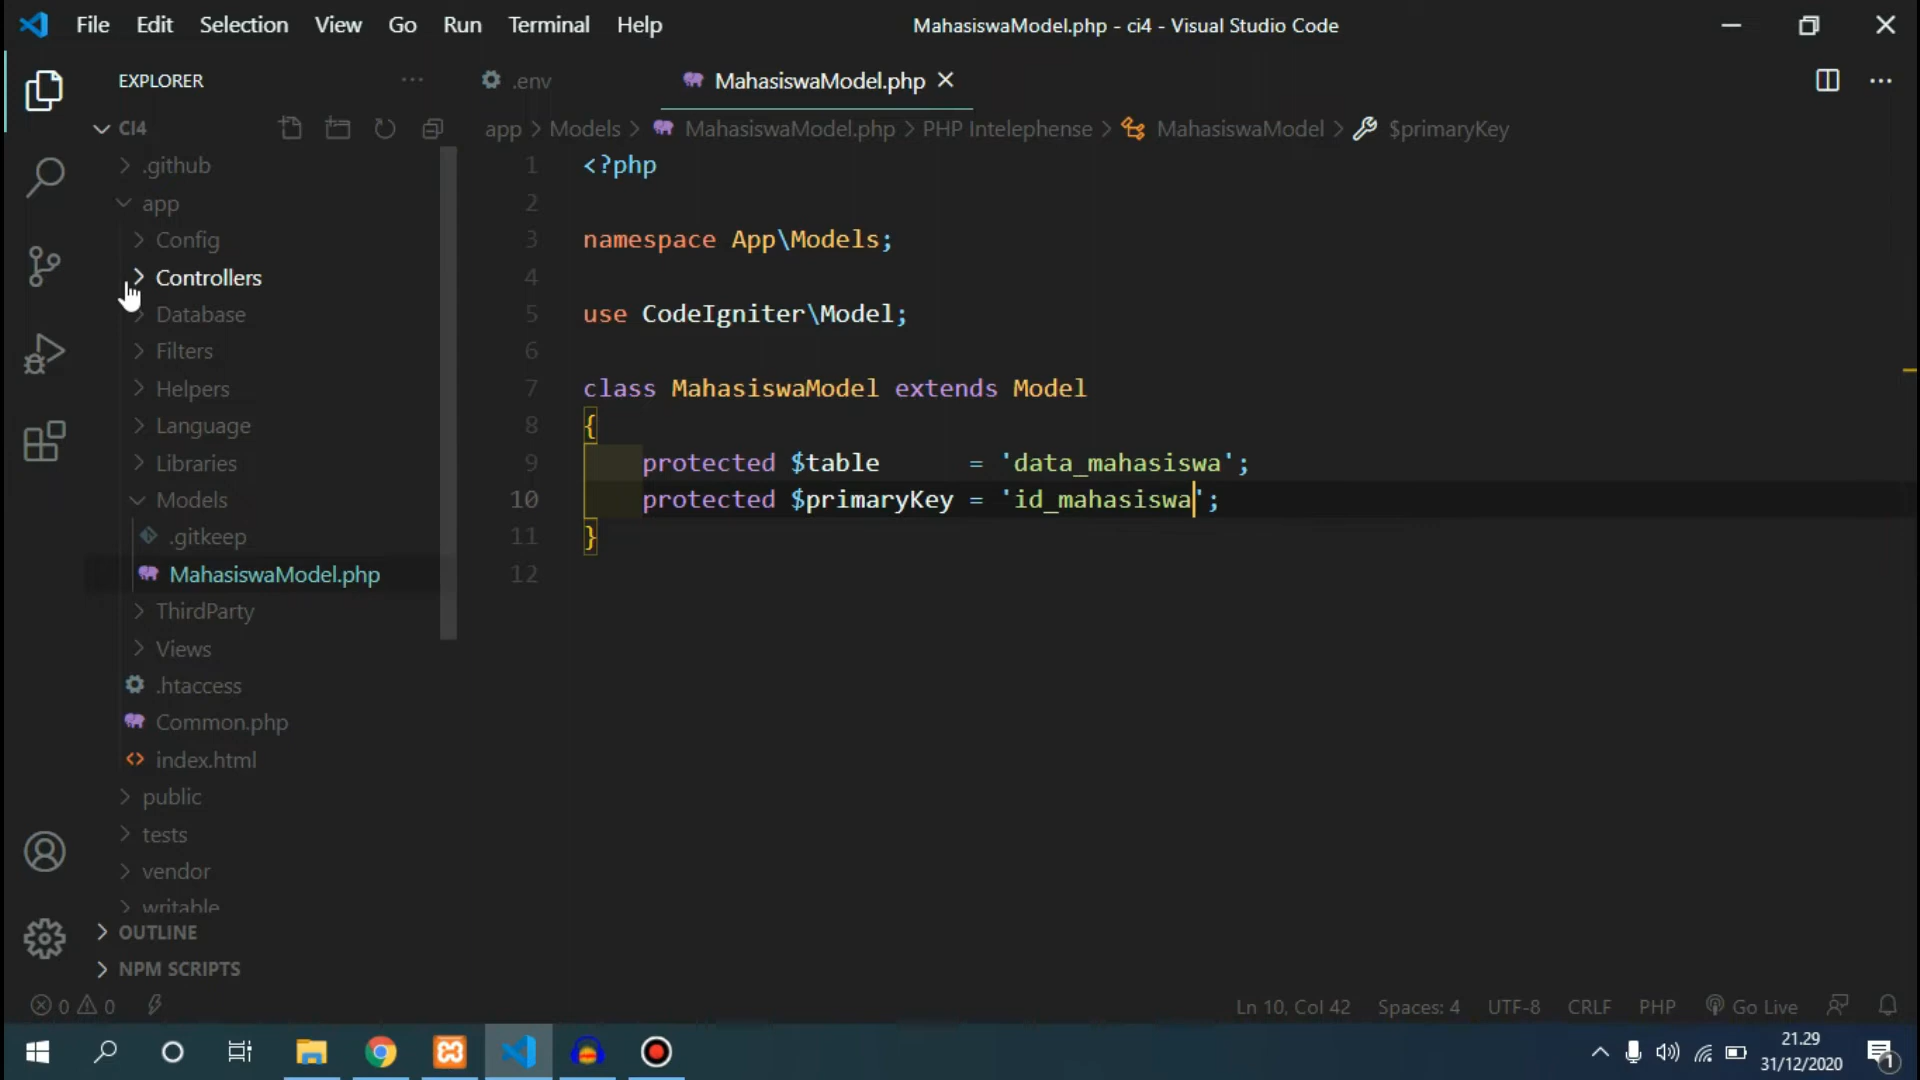 File Edit Selection View Go Run Terminal Help MahasiswaModel.php - ci4 - Visual Studio Code
EXPLORER ...
.env
MahasiswaModel.php
CI4
app > Models > MahasiswaModel.php > PHP Intelephense > MahasiswaModel > $primaryKey
.github
app
Config
Controllers
Database
Filters
Helpers
Language
Libraries
Models
.gitkeep
MahasiswaModel.php
ThirdParty
Views
.htaccess
Common.php
index.html
public
tests
vendor
writable
OUTLINE
NPM SCRIPTS
1 <?php
2
3 namespace App\Models;
4
5 use CodeIgniter\Model;
6
7 class MahasiswaModel extends Model
8 {
9 protected $table = 'data_mahasiswa';
10 protected $primaryKey = 'id_mahasiswa';
11 }
12
0 0 Ln 10, Col 42 Spaces: 4 UTF-8 CRLF PHP Go Live
21.29
31/12/2020
1